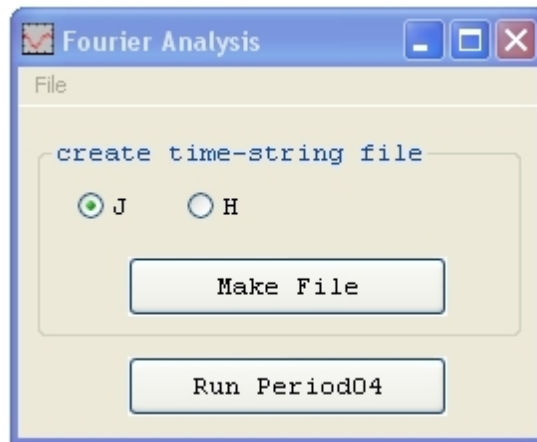 Fourier Analysis
File
create time-string file
J H
Make File
Run Period04